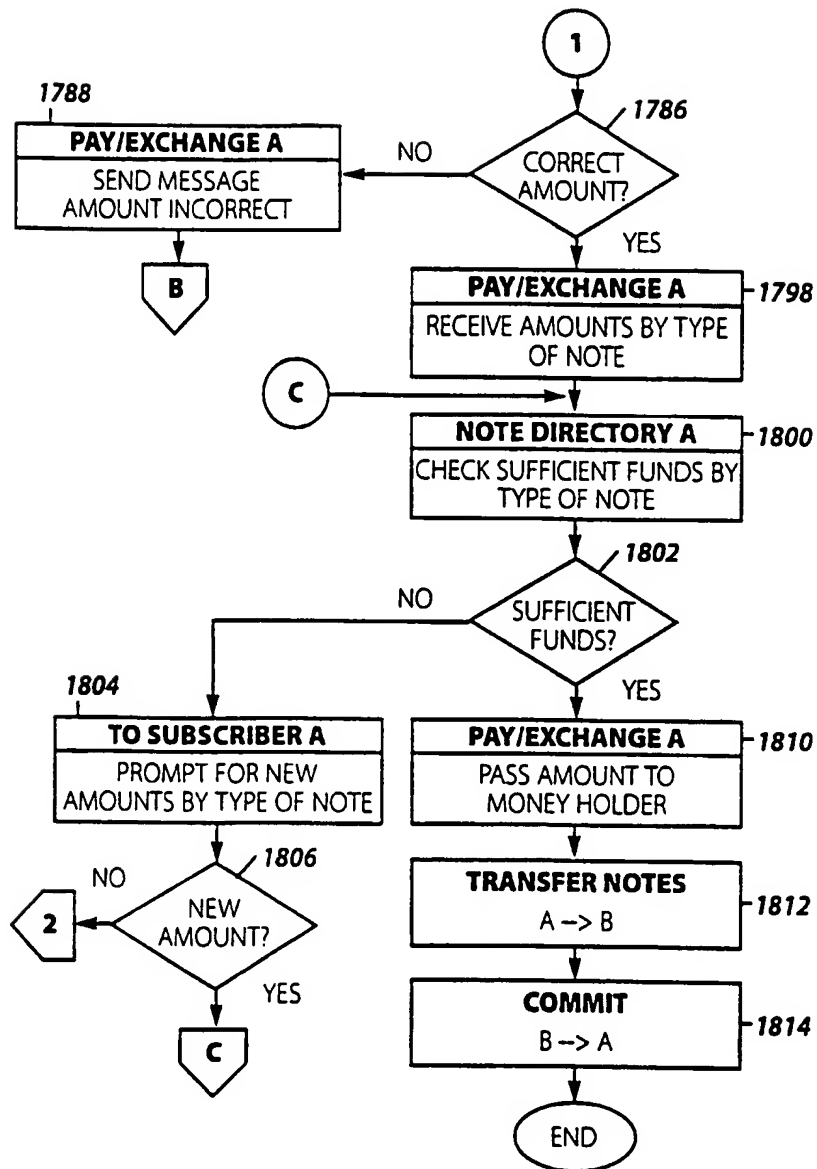 1
1788
1786
PAY/EXCHANGE A
SEND MESSAGE
AMOUNT INCORRECT
NO
CORRECT
AMOUNT?
YES
B
PAY/EXCHANGE A
1798
RECEIVE AMOUNTS BY TYPE
OF NOTE
C
NOTE DIRECTORY A
1800
CHECK SUFFICIENT FUNDS BY
TYPE OF NOTE
1802
NO
SUFFICIENT
FUNDS?
YES
1804
TO SUBSCRIBER A
PROMPT FOR NEW
AMOUNTS BY TYPE OF NOTE
PAY/EXCHANGE A
1810
PASS AMOUNT TO
MONEY HOLDER
1806
NO
2
NEW
AMOUNT?
YES
C
TRANSFER NOTES
A --> B
1812
COMMIT
B --> A
1814
END